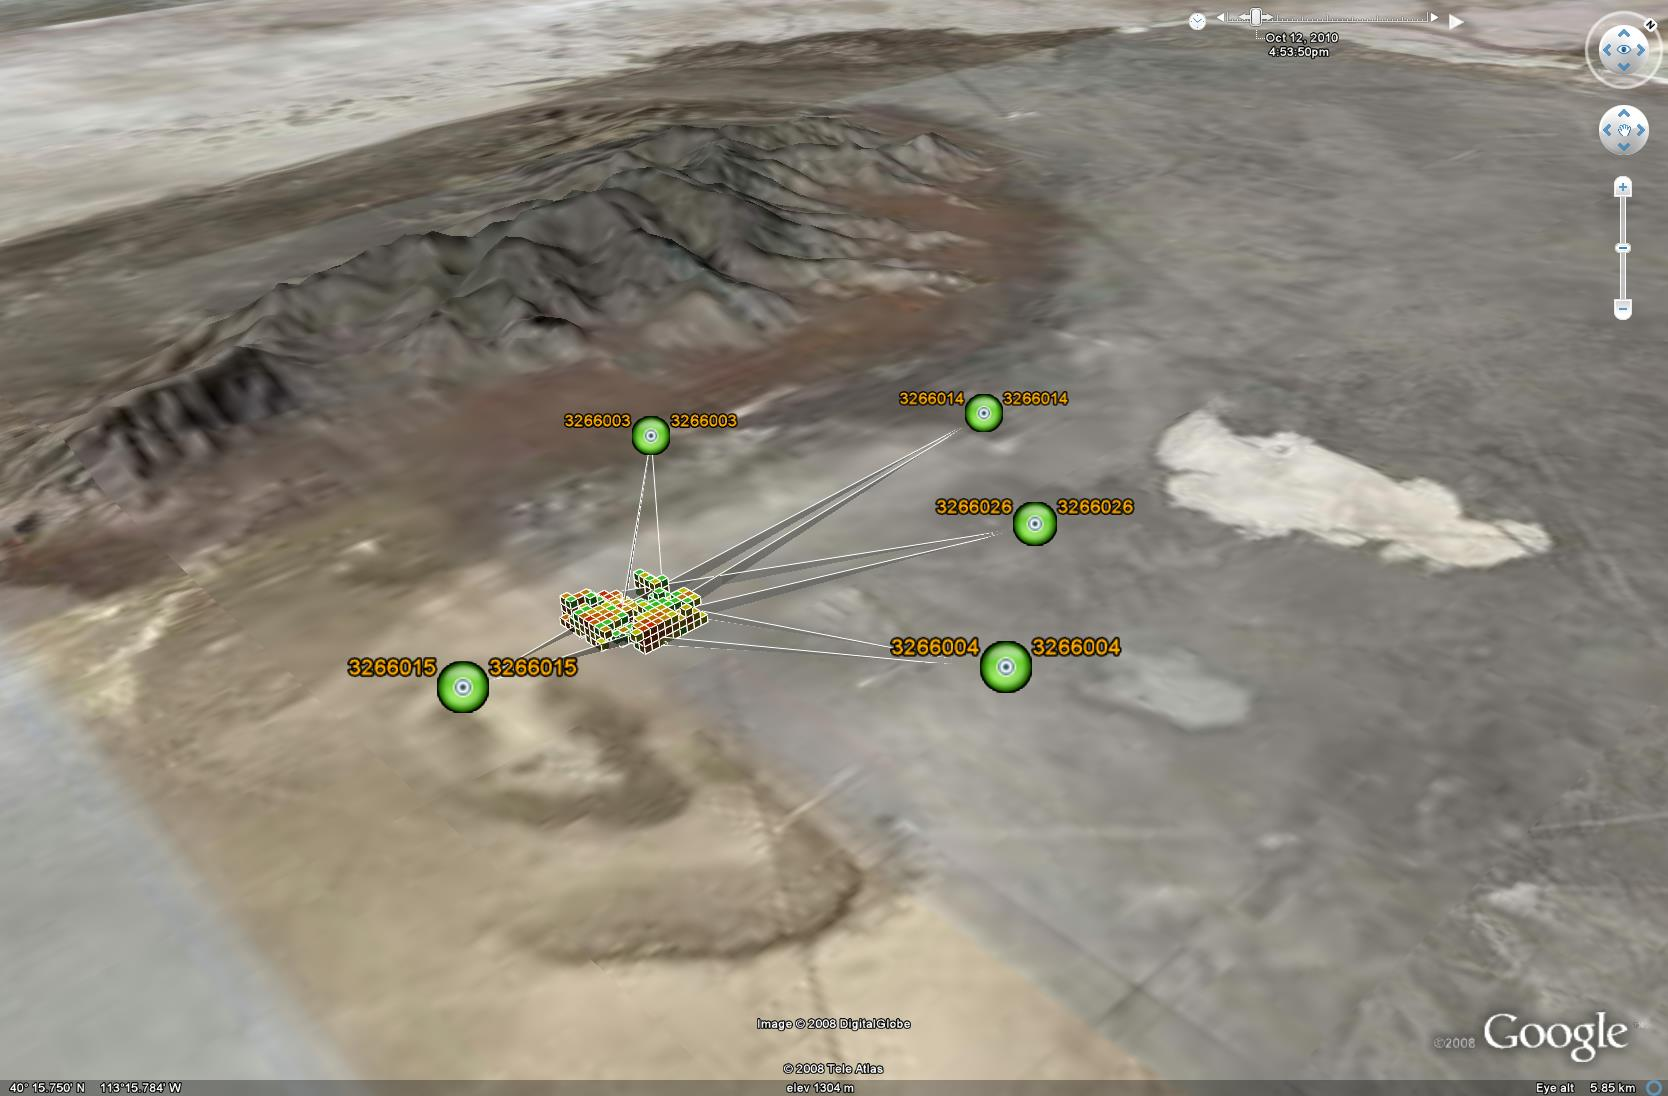 Oct 12, 2010
4:53:50pm
N
3266014 3266014
3266003 3266003
3266026 3266026
3266004 3266004
3266015 3266015
Image © 2008 DigitalGlobe
©2008 Google
© 2008 Tele Atlas
40° 15.750' N 113°15.784' W elev 1304 m Eye alt 5.85 km